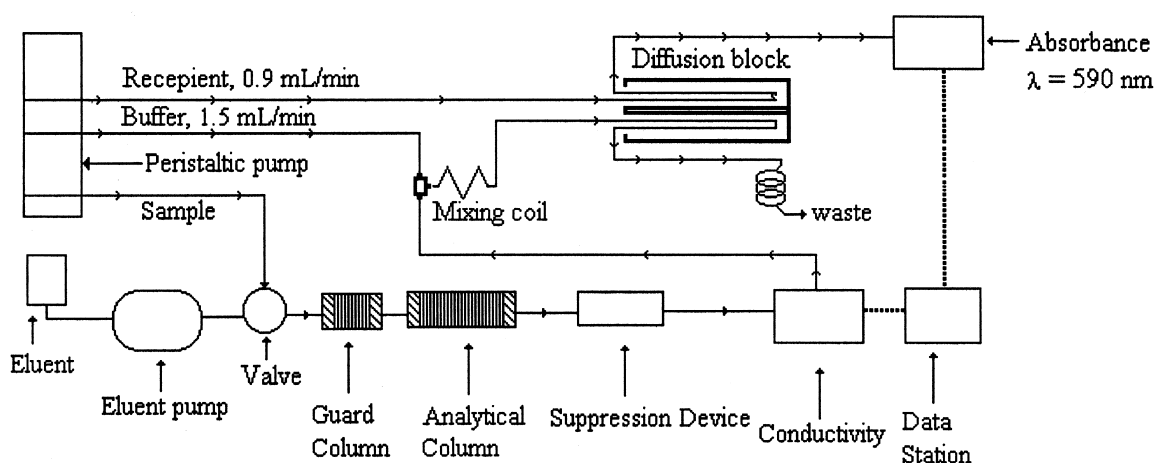 Diffusion block
Absorbance
λ = 590 nm
Recepient, 0.9 mL/min
Buffer, 1.5 mL/min
Peristaltic pump
Sample
Mixing coil
waste
Eluent
Eluent pump
Valve
Guard
Column
Analytical
Column
Suppression Device
Conductivity
Data
Station